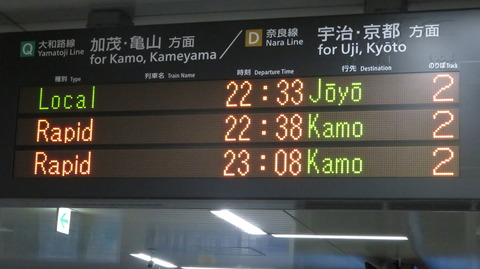 Q 大和路線 加茂・亀山 方面 D 奈良線 宇治・京都 方面
Yamatoji Line for Kamo, Kameyama Nara Line for Uji, Kyōto
種別 Type 列車名 Train Name 時刻 Departure Time 行先 Destination のりば Track
Local 22:33 Jōyō 2
Rapid 22:38 Kamo 2
Rapid 23:08 Kamo 2